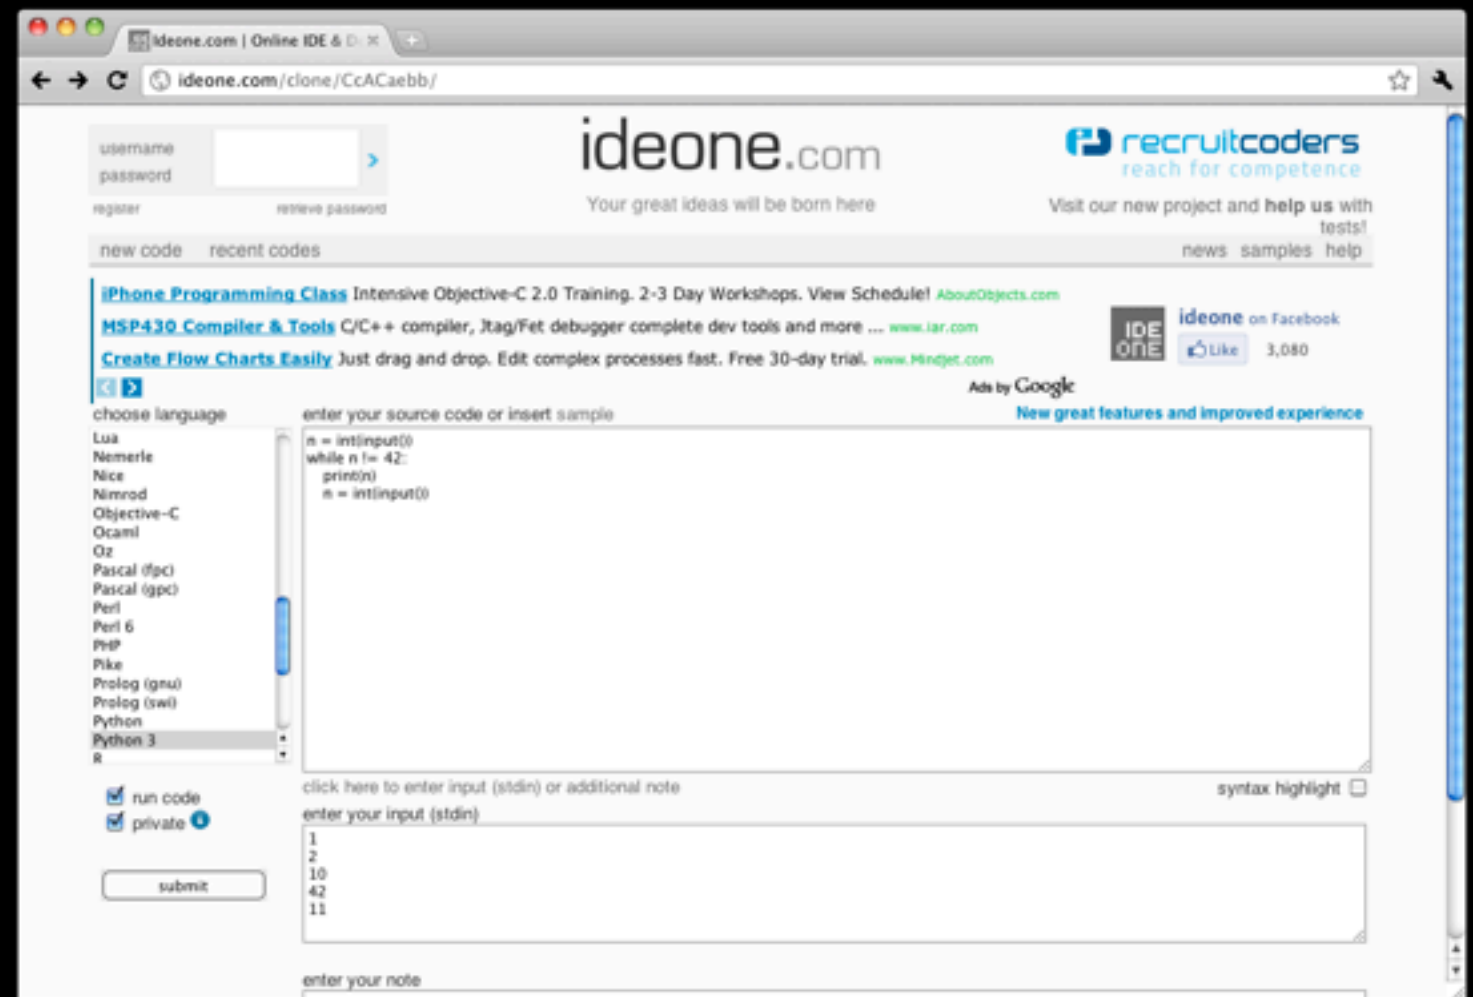 Ideone.com | Online IDE & D
ideone.com/clone/CcACaebb/
username
password
register
retrieve password
ideone.com
Your great ideas will be born here
recruitcoders
reach for competence
Visit our new project and help us with
tests!
new code recent codes
news samples help
iPhone Programming Class Intensive Objective-C 2.0 Training. 2-3 Day Workshops. View Schedule! AboutObjects.com
MSP430 Compiler & Tools C/C++ compiler, Jtag/Fet debugger complete dev tools and more ... www.iar.com
Create Flow Charts Easily Just drag and drop. Edit complex processes fast. Free 30-day trial. www.Mindjet.com
IDE
ONE
ideone on Facebook
Like 3,080
Ads by Google
choose language
Lua
Nemerle
Nice
Nimrod
Objective-C
Ocaml
Oz
Pascal (fpc)
Pascal (gpc)
Perl
Perl 6
PHP
Pike
Prolog (gnu)
Prolog (swi)
Python
Python 3
R
enter your source code or insert sample
New great features and improved experience
n = int(input())
while n != 42:
    print(n)
    n = int(input())
run code
private
submit
click here to enter input (stdin) or additional note
syntax highlight
enter your input (stdin)
1
2
10
42
11
enter your note